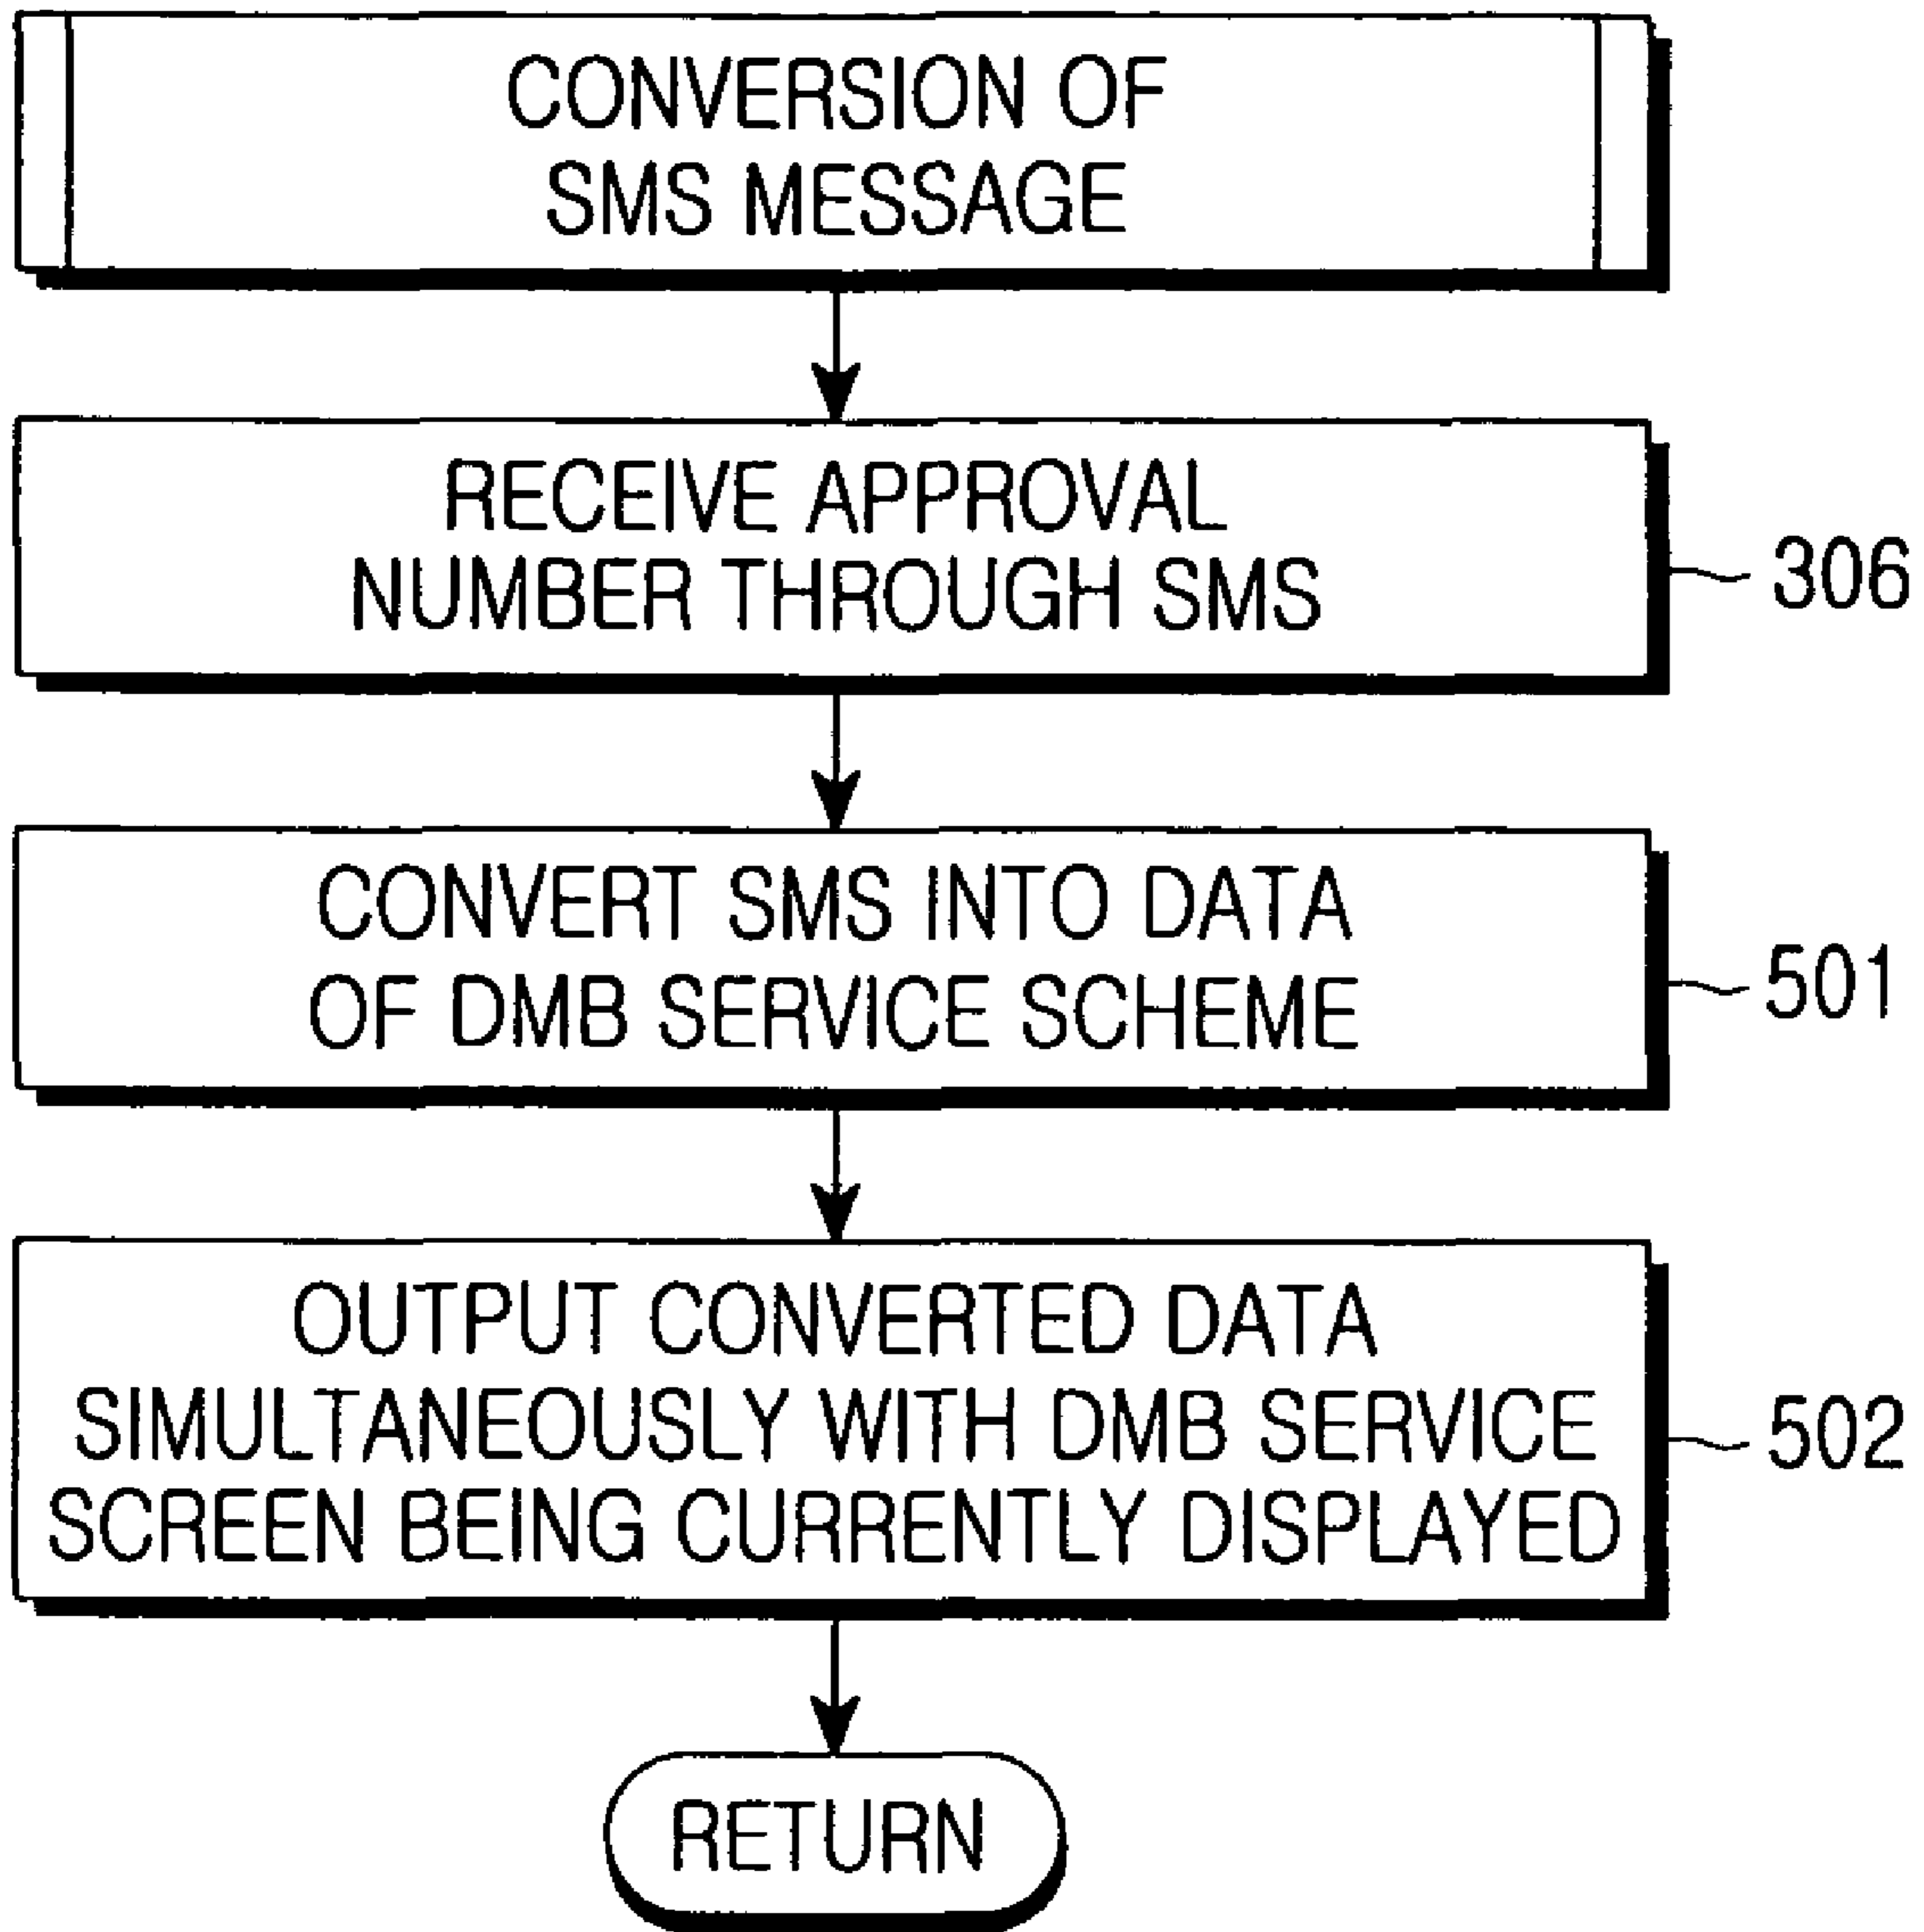 CONVERSION OF
SMS MESSAGE
RECEIVE APPROVAL
NUMBER THROUGH SMS
306
CONVERT SMS INTO DATA
OF DMB SERVICE SCHEME
501
OUTPUT CONVERTED DATA
SIMULTANEOUSLY WITH DMB SERVICE
SCREEN BEING CURRENTLY DISPLAYED
502
RETURN